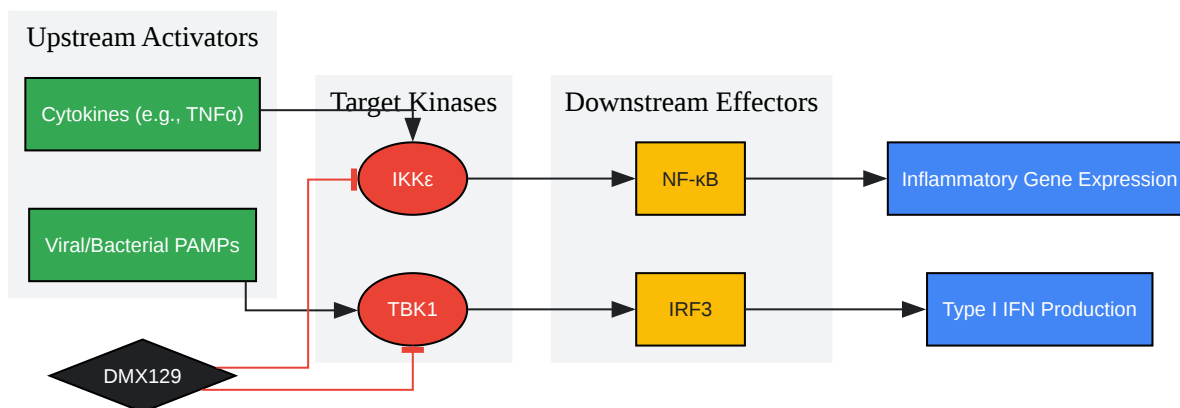 Upstream Activators
Cytokines (e.g., TNFα)
Viral/Bacterial PAMPs
DMX129
Target Kinases
IKKε
TBK1
Downstream Effectors
NF-κB
IRF3
Inflammatory Gene Expression
Type I IFN Production